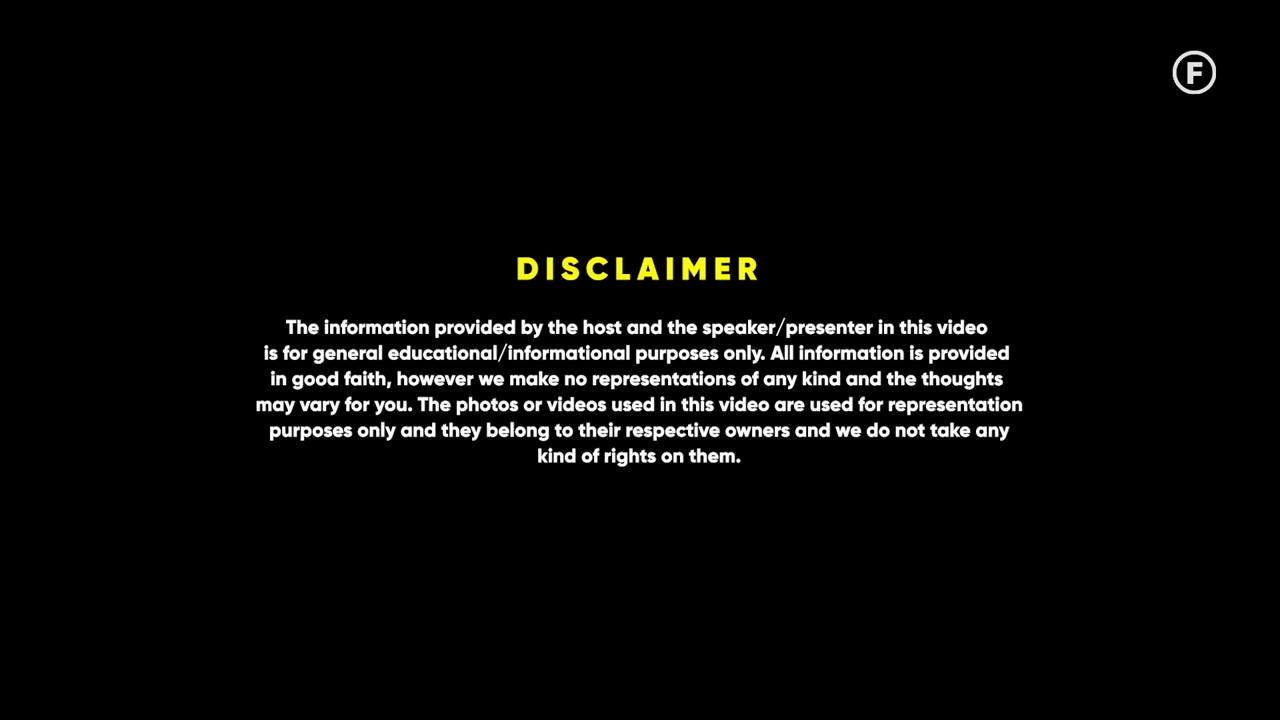 F
DISCLAIMER
The information provided by the host and the speaker/presenter in this video
is for general educational/informational purposes only. All information is provided
in good faith, however we make no representations of any kind and the thoughts
may vary for you. The photos or videos used in this video are used for representation
purposes only and they belong to their respective owners and we do not take any
kind of rights on them.